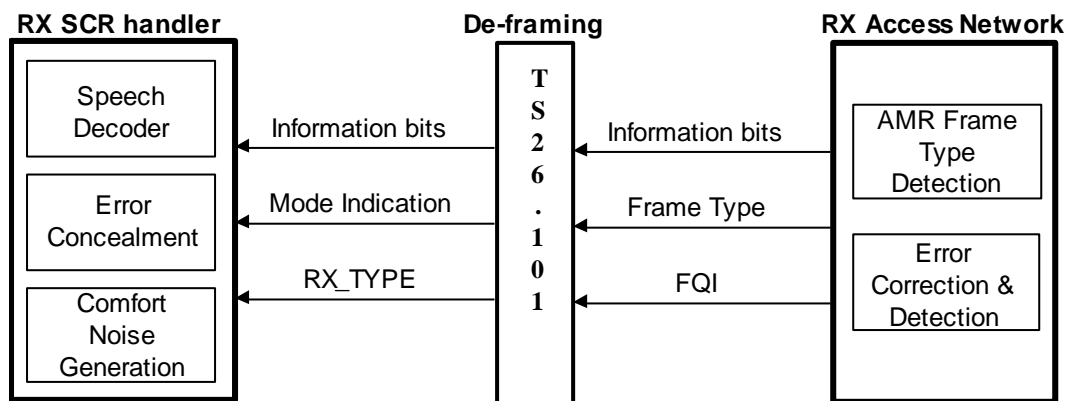 RX SCR handler
De-framing
RX Access Network
Speech
Decoder
Error
Concealment
Comfort
Noise
Generation
Information bits
Mode Indication
RX_TYPE
T
S
2
6
.
1
0
1
Information bits
Frame Type
FQI
AMR Frame
Type
Detection
Error
Correction &
Detection